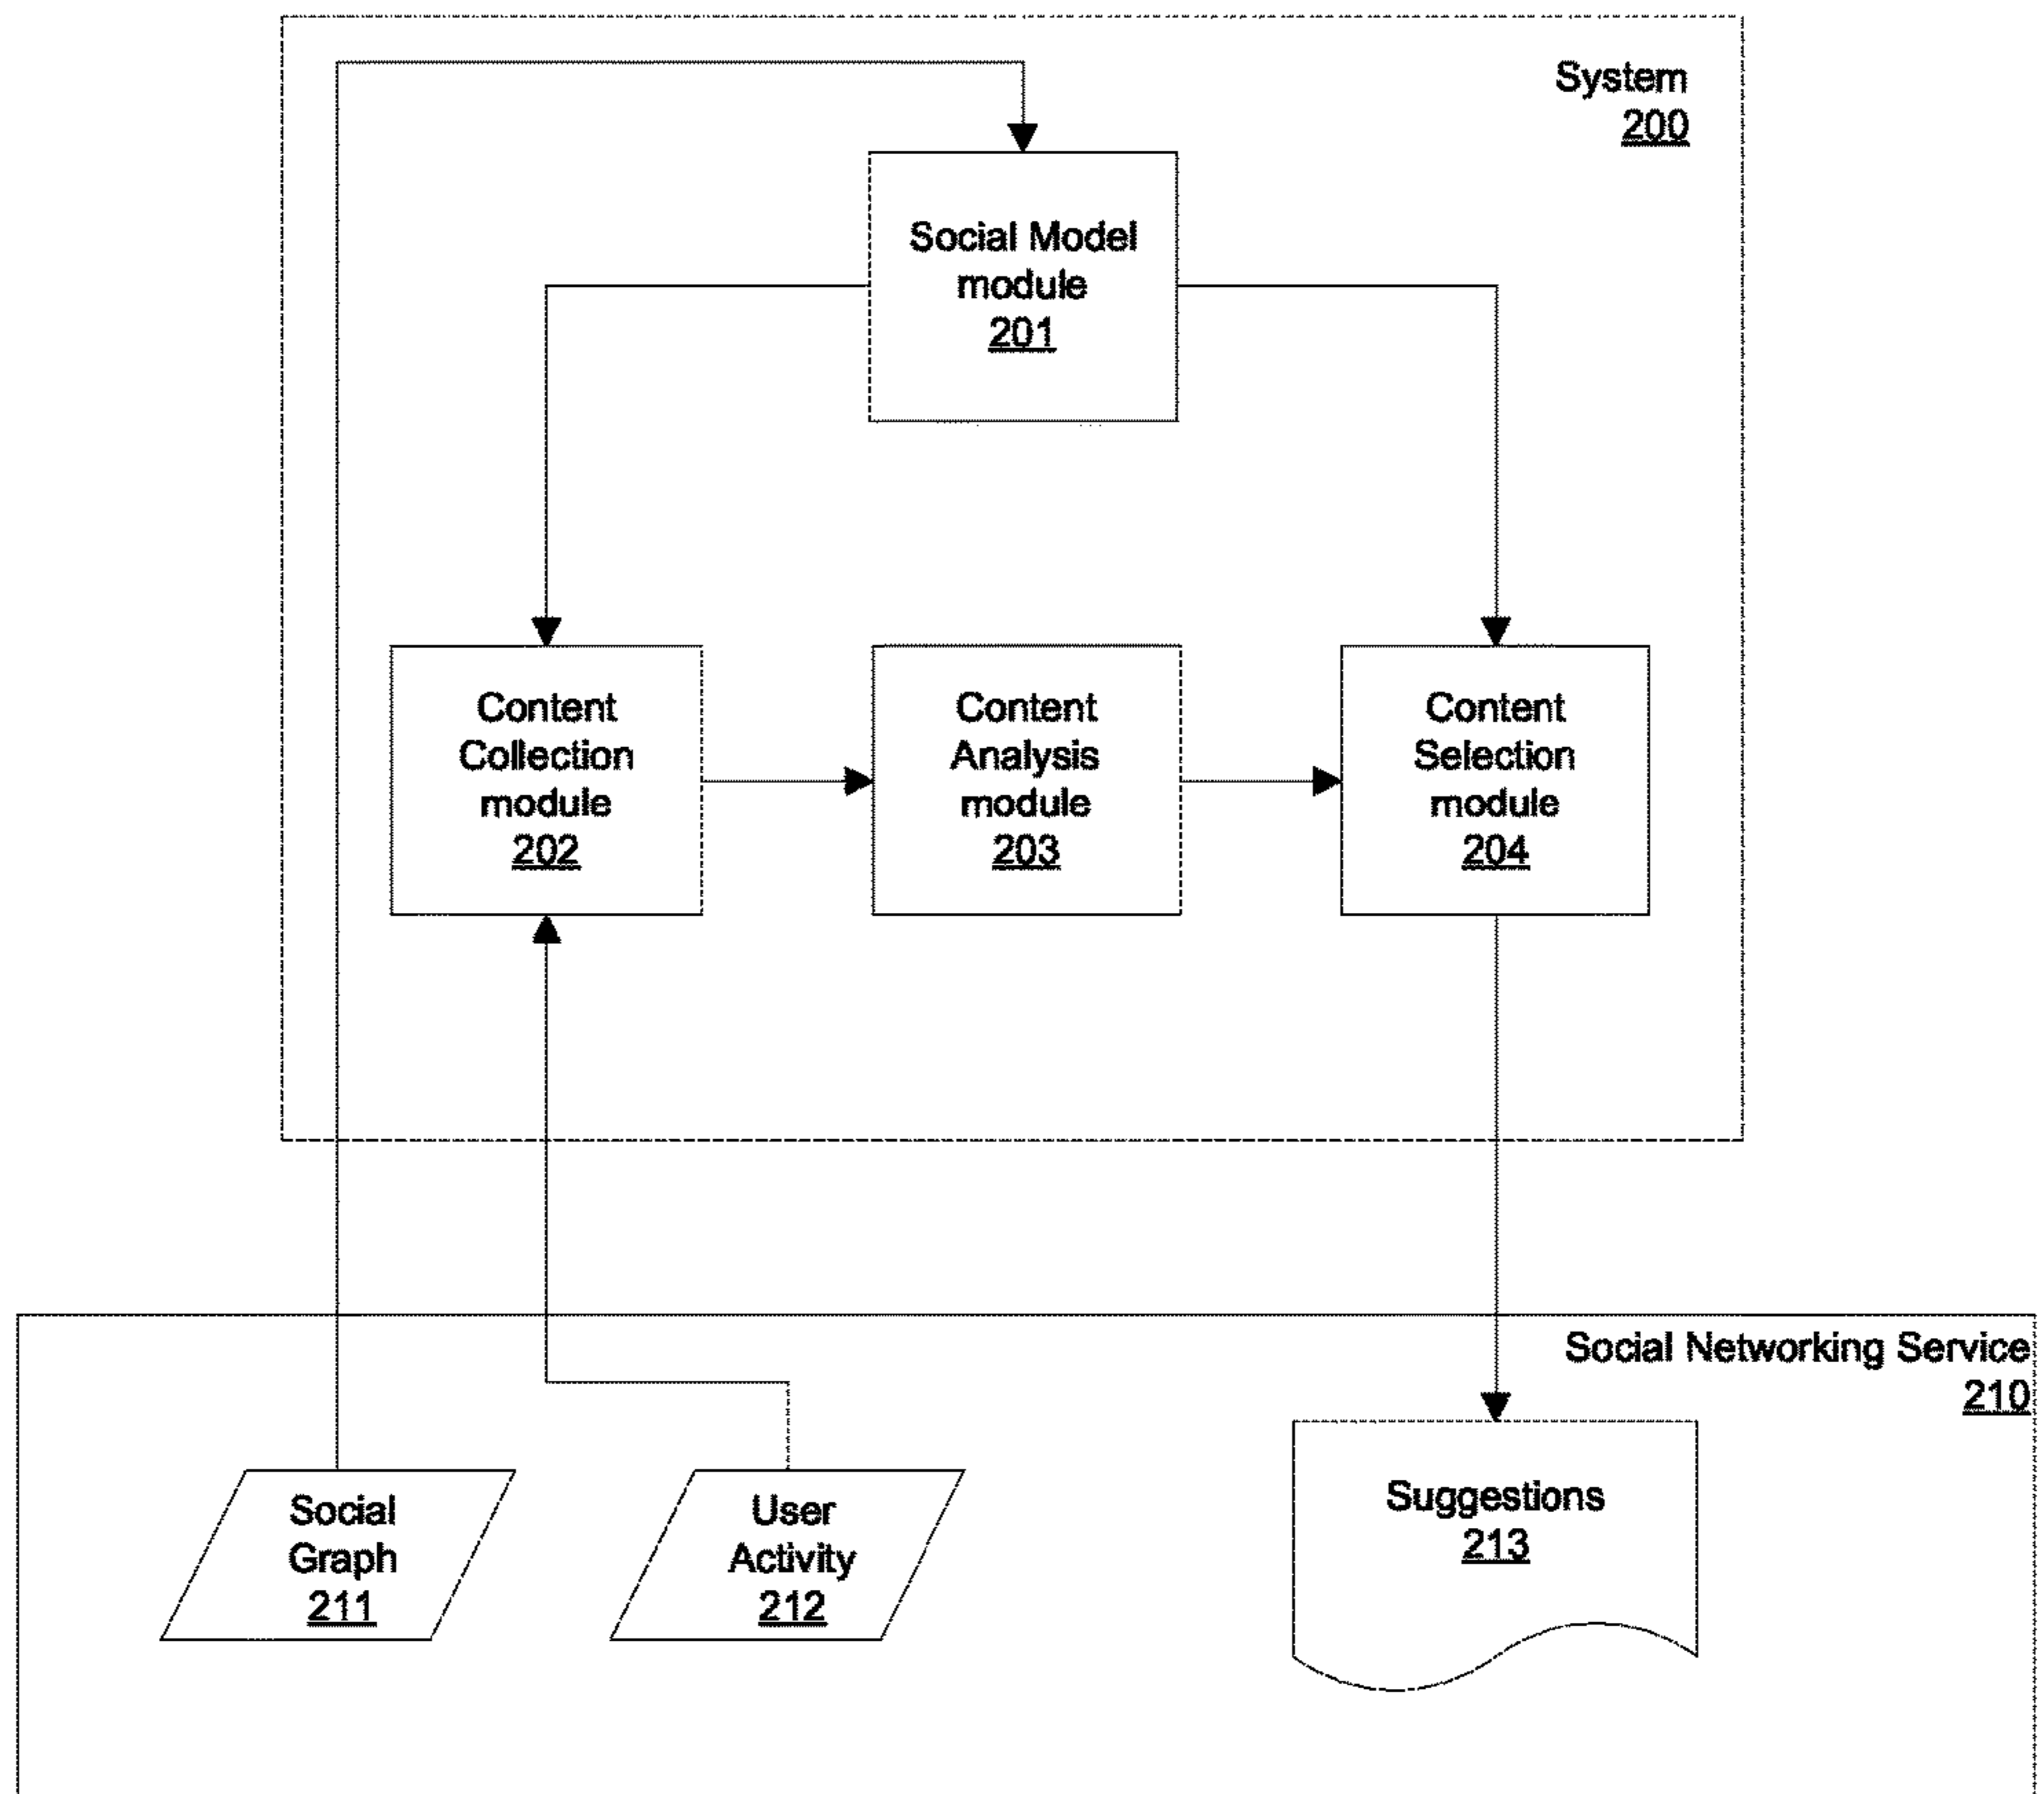 System
200
Social Model
module
201
Content
Collection
module
202
Content
Analysis
module
203
Content
Selection
module
204
Social Networking Service
210
Social
Graph
211
User
Activity
212
Suggestions
213